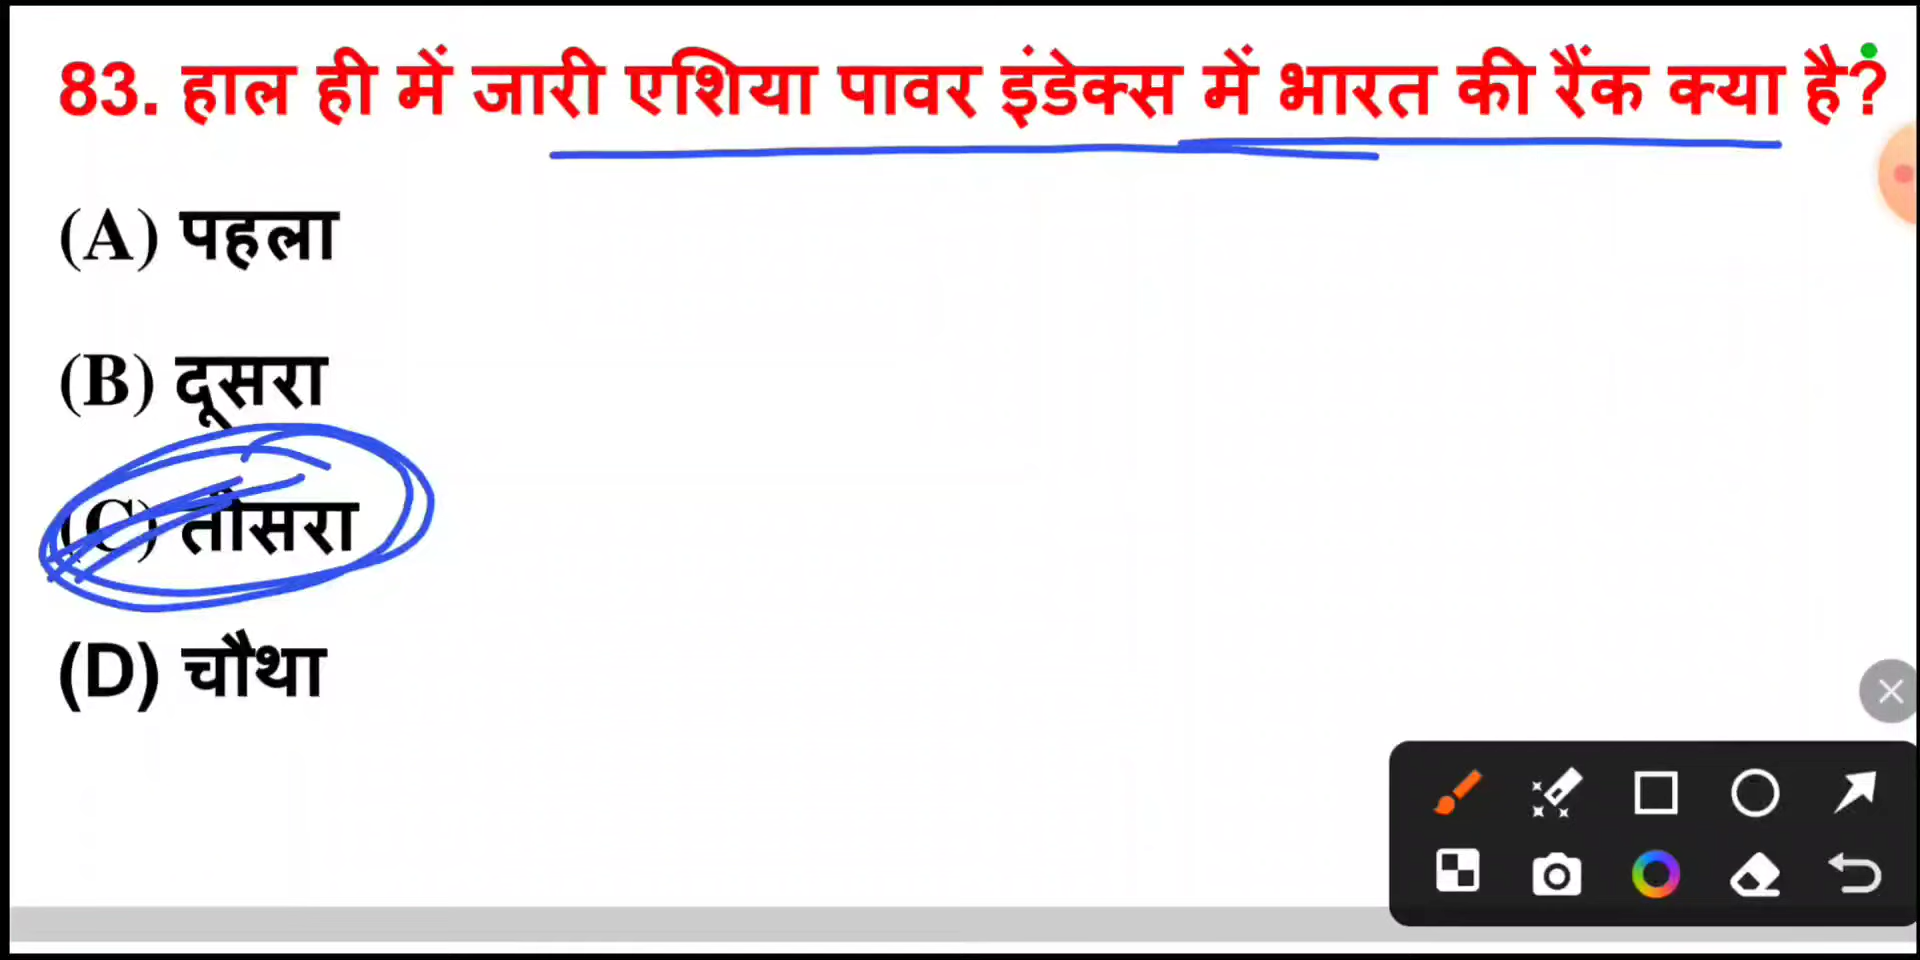 83. हाल ही में जारी एशिया पावर इंडेक्स में भारत की रैंक क्या है?
(A) पहला
(B) दूसरा
(C) तीसरा
(D) चौथा